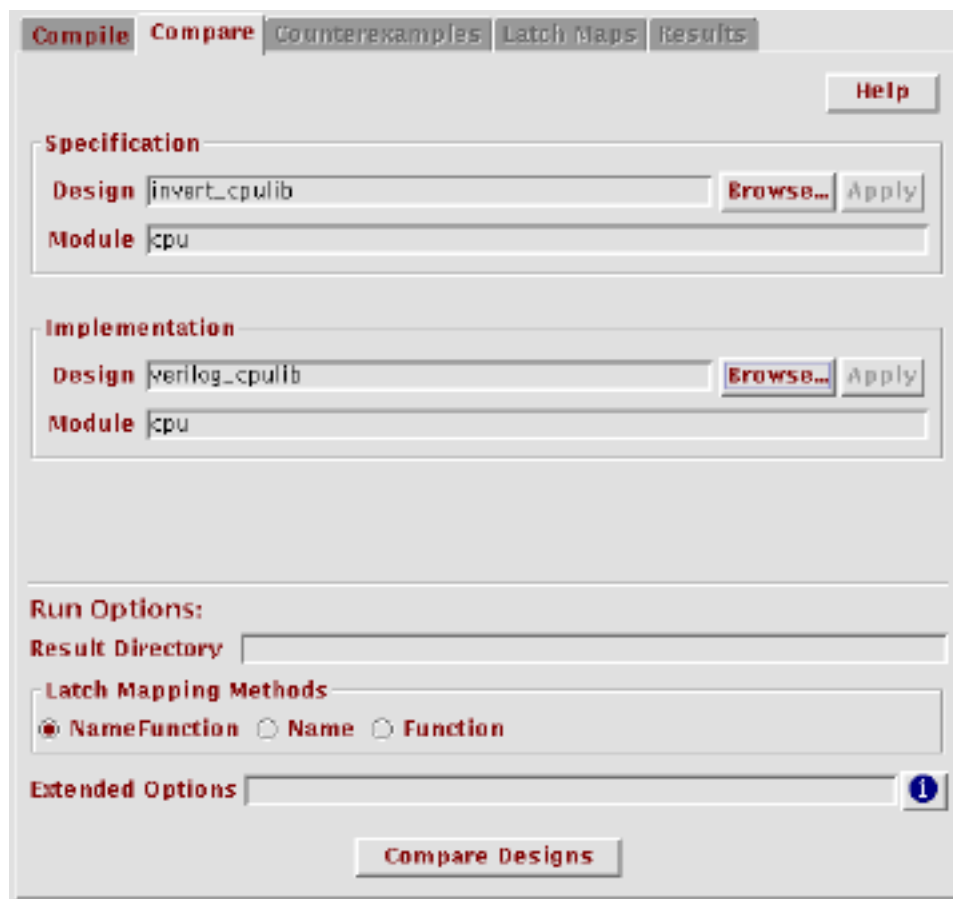 Compile Compare Counterexamples Latch Maps Results
Help
Specification
Design invert_cpulib Browse... Apply
Module cpu
Implementation
Design verilog_cpulib Browse... Apply
Module cpu
Run Options:
Result Directory
Latch Mapping Methods
NameFunction Name Function
Extended Options i
Compare Designs